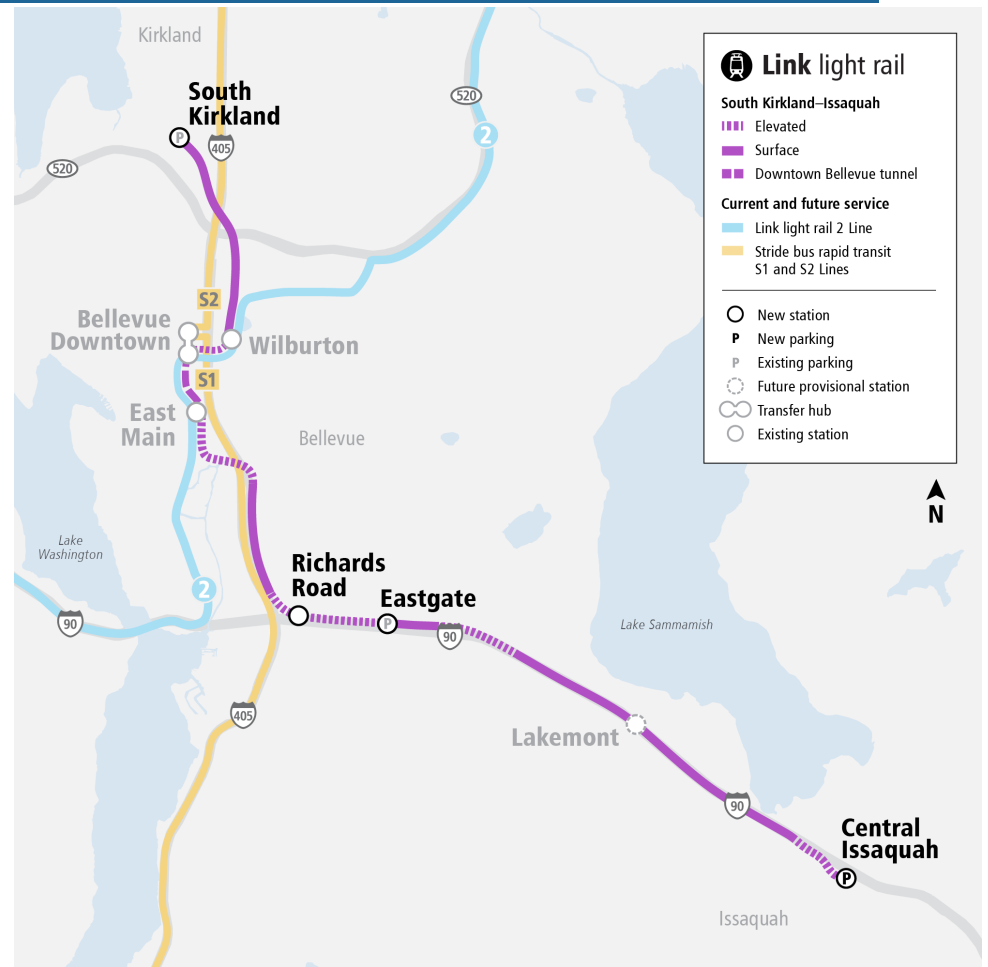 Kirkland
South
Kirkland
P
405
520
2
520
S2
Bellevue
Downtown
Wilburton
S1
East
Main
Bellevue
Lake
Washington
Richards
Road
Eastgate
P
2
90
90
Lake Sammamish
405
Lakemont
90
Central
Issaquah
P
Issaquah
Link light rail
South Kirkland–Issaquah
Elevated
Surface
Downtown Bellevue tunnel
Current and future service
Link light rail 2 Line
Stride bus rapid transit
S1 and S2 Lines
New station
P New parking
P Existing parking
Future provisional station
Transfer hub
Existing station
N